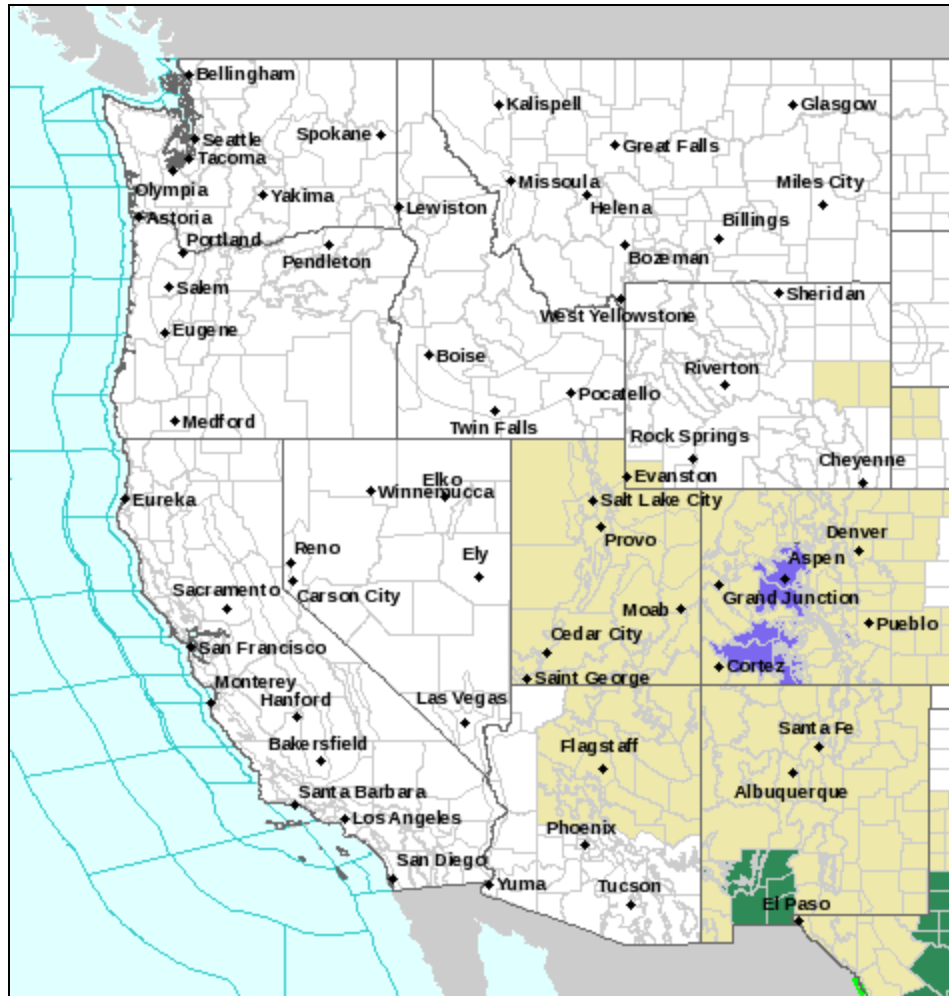 Bellingham
Kalispell
Glasgow
Seattle
Spokane
Great Falls
Tacoma
Olympia
Yakima
Missoula
Miles City
Helena
Lewiston
Astoria
Billings
Portland
Pendleton
Bozeman
Salem
Sheridan
West Yellowstone
Eugene
Boise
Riverton
Pocatello
Medford
Twin Falls
Rock Springs
Cheyenne
Evanston
Elko
Winnemucca
Eureka
Salt Lake City
Provo
Denver
Reno
Ely
Aspen
Sacramento
Carson City
Grand Junction
Moab
Pueblo
Cedar City
San Francisco
Cortez
Saint George
Monterey
Hanford
Las Vegas
Santa Fe
Bakersfield
Flagstaff
Albuquerque
Santa Barbara
Los Angeles
Phoenix
San Diego
Yuma
Tucson
El Paso